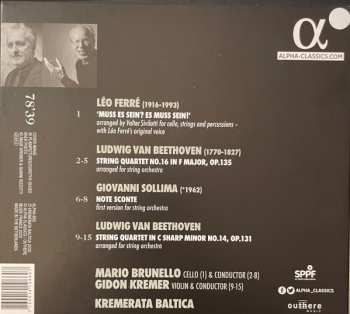 α
ALPHA-CLASSICS.COM
78'39
LÉO FERRÉ (1916-1993)
1 'MUSS ES SEIN? ES MUSS SEIN!'
arranged by Valter Sivilotti for cello, strings and percussions –
with Léo Ferré's original voice
LUDWIG VAN BEETHOVEN (1770-1827)
2-5 STRING QUARTET NO.16 IN F MAJOR, OP.135
arranged for string orchestra
GIOVANNI SOLLIMA (*1962)
6-8 NOTE SCONTE
first version for string orchestra
LUDWIG VAN BEETHOVEN
9-15 STRING QUARTET IN C SHARP MINOR NO.14, OP.131
arranged for string orchestra
MARIO BRUNELLO CELLO (1) & CONDUCTOR (2-8)
GIDON KREMER VIOLIN & CONDUCTOR (9-15)
KREMERATA BALTICA
SPPF
ALPHA_CLASSICS
outhere
MUSIC